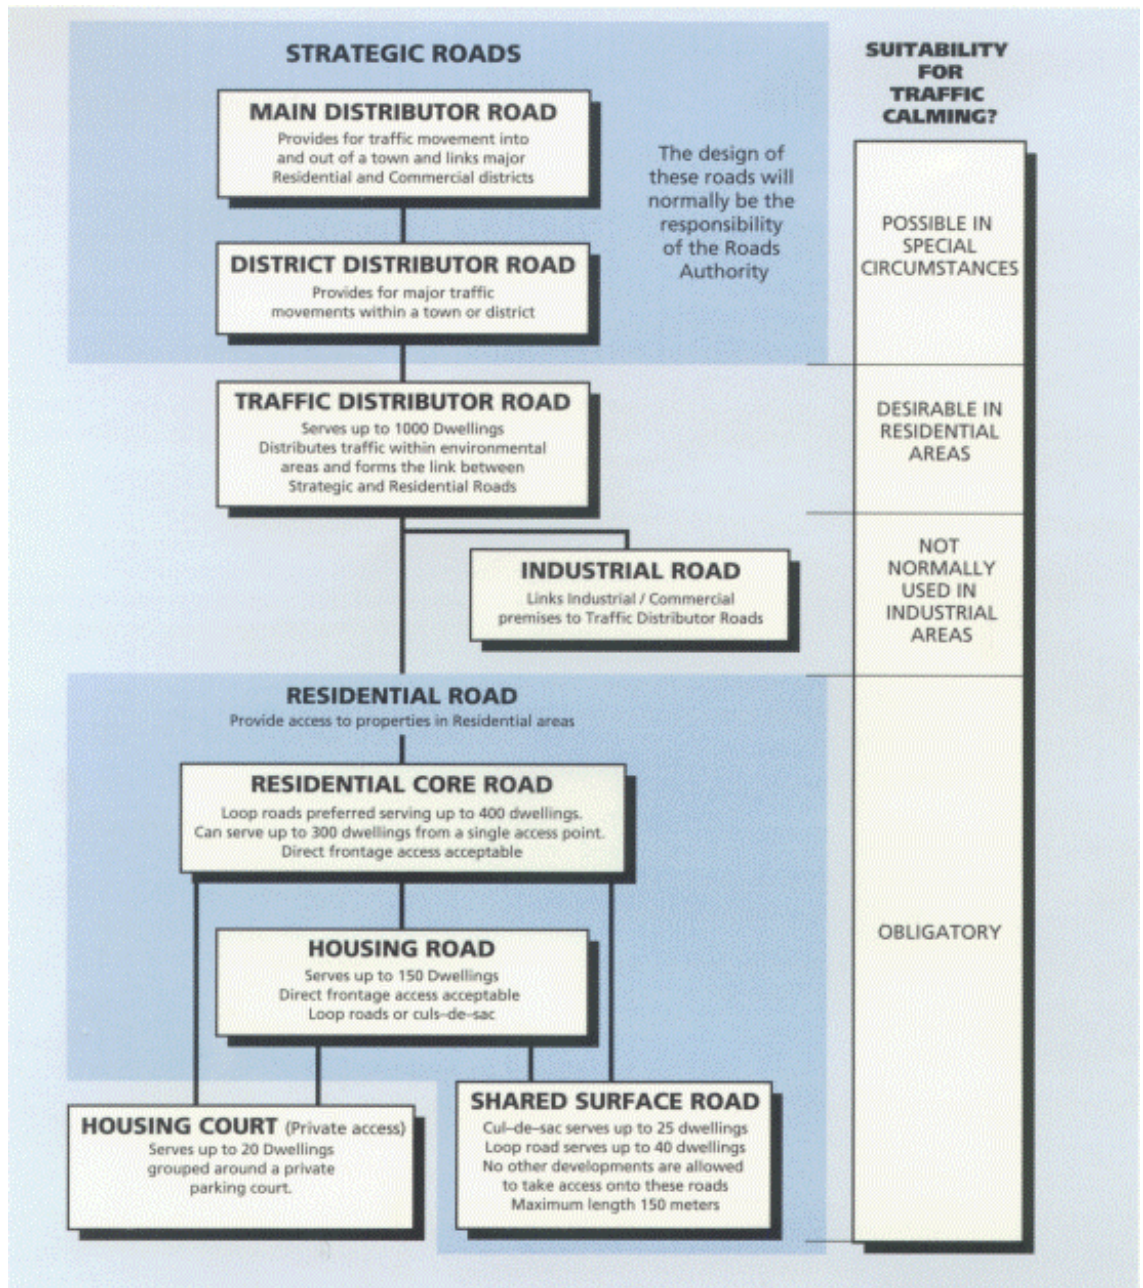 STRATEGIC ROADS
MAIN DISTRIBUTOR ROAD
Provides for traffic movement into
and out of a town and links major
Residential and Commercial districts
The design of
these roads will
normally be the
responsibility
of the Roads
Authority
DISTRICT DISTRIBUTOR ROAD
Provides for major traffic
movements within a town or district
TRAFFIC DISTRIBUTOR ROAD
Serves up to 1000 Dwellings
Distributes traffic within environmental
areas and forms the link between
Strategic and Residential Roads
INDUSTRIAL ROAD
Links Industrial / Commercial
premises to Traffic Distributor Roads
RESIDENTIAL ROAD
Provide access to properties in Residential areas
RESIDENTIAL CORE ROAD
Loop roads preferred serving up to 400 dwellings.
Can serve up to 300 dwellings from a single access point.
Direct frontage access acceptable
HOUSING ROAD
Serves up to 150 Dwellings
Direct frontage access acceptable
Loop roads or culs–de–sac
HOUSING COURT (Private access)
Serves up to 20 Dwellings
grouped around a private
parking court.
SHARED SURFACE ROAD
Cul–de–sac serves up to 25 dwellings
Loop road serves up to 40 dwellings
No other developments are allowed
to take access onto these roads
Maximum length 150 meters
SUITABILITY
FOR
TRAFFIC
CALMING?
POSSIBLE IN
SPECIAL
CIRCUMSTANCES
DESIRABLE IN
RESIDENTIAL
AREAS
NOT
NORMALLY
USED IN
INDUSTRIAL
AREAS
OBLIGATORY